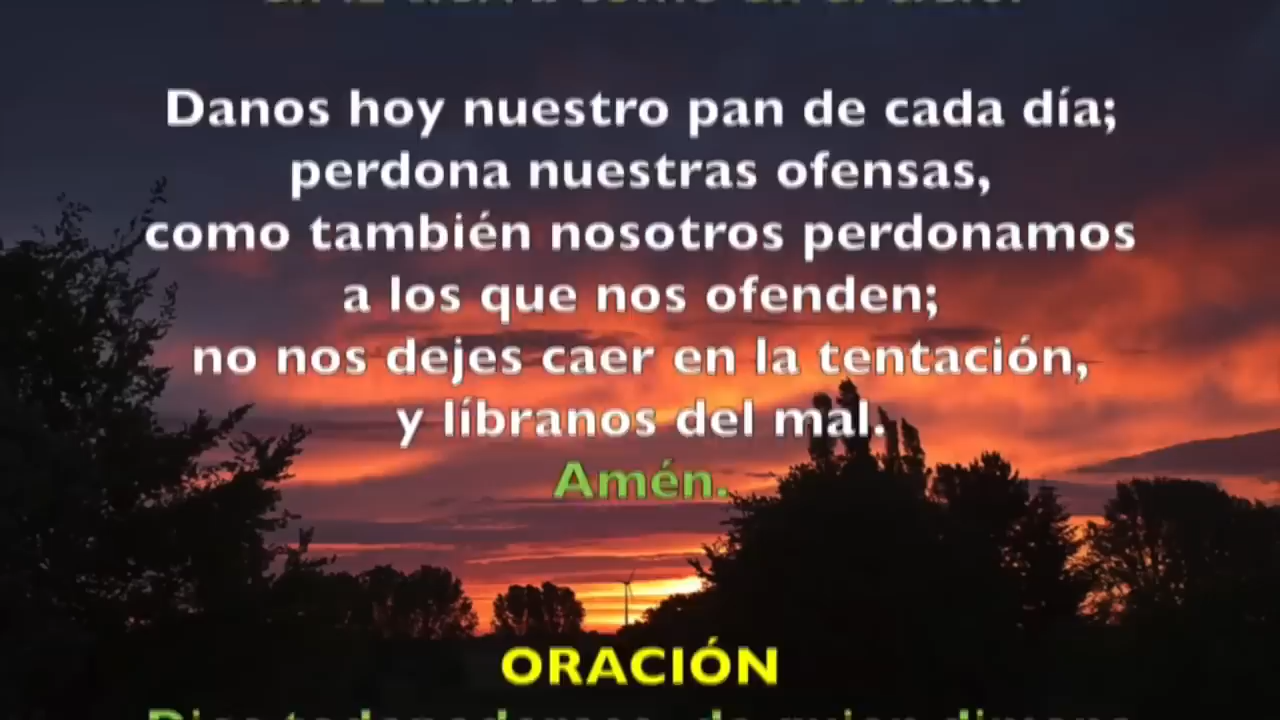 Danos hoy nuestro pan de cada día;
perdona nuestras ofensas,
como también nosotros perdonamos
a los que nos ofenden;
no nos dejes caer en la tentación,
y líbranos del mal.
Amén.
ORACIÓN